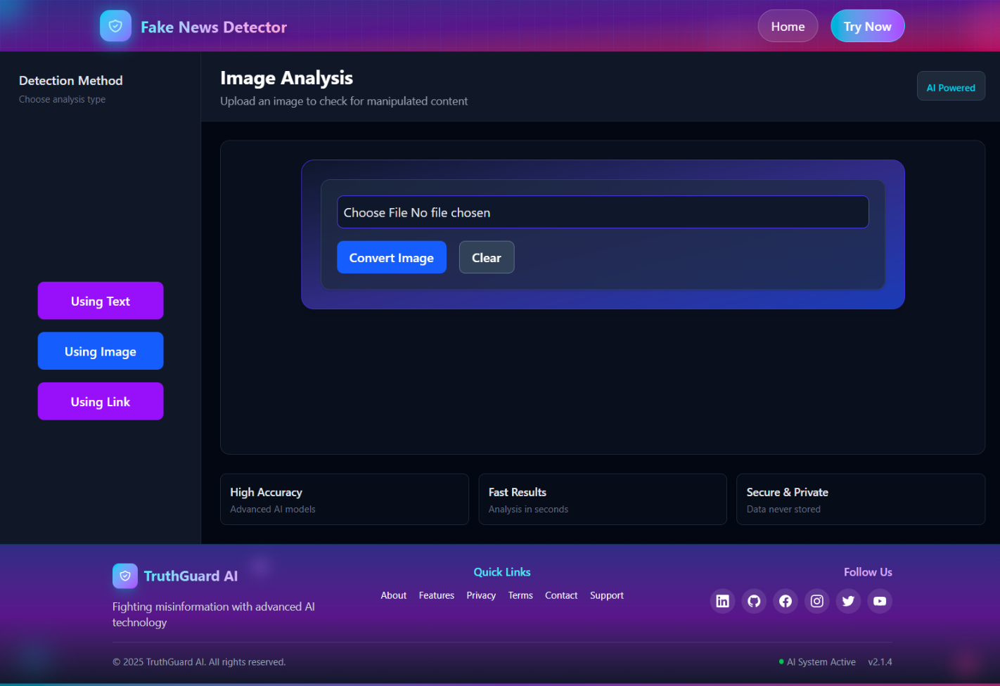 Fake News Detector
Home
Try Now
Detection Method
Choose analysis type
Using Text
Using Image
Using Link
Image Analysis
Upload an image to check for manipulated content
AI Powered
Choose File No file chosen
Convert Image
Clear
High Accuracy
Advanced AI models
Fast Results
Analysis in seconds
Secure & Private
Data never stored
TruthGuard AI
Fighting misinformation with advanced AI
technology
Quick Links
About Features Privacy Terms Contact Support
Follow Us
© 2025 TruthGuard AI. All rights reserved.
AI System Active v2.1.4